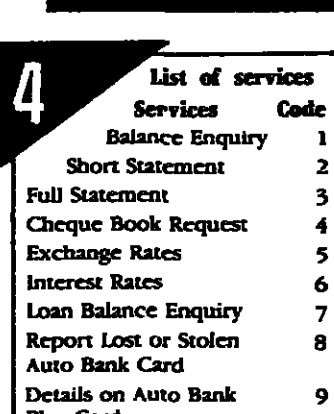 4
List of services
Services Code
Balance Enquiry 1
Short Statement 2
Full Statement 3
Cheque Book Request 4
Exchange Rates 5
Interest Rates 6
Loan Balance Enquiry 7
Report Lost or Stolen 8
Auto Bank Card
Details on Auto Bank 9